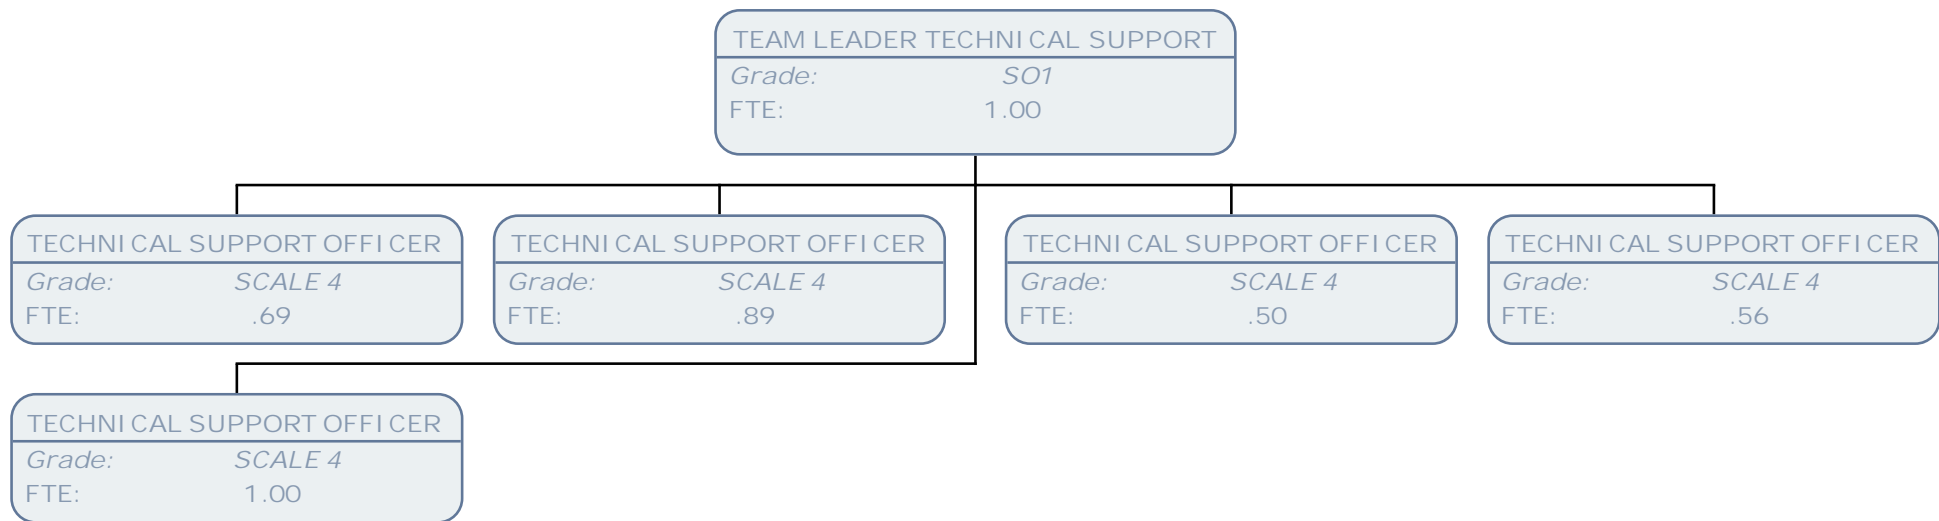 TEAM LEADER TECHNICAL SUPPORT
Grade: SO1
FTE: 1.00
TECHNICAL SUPPORT OFFICER
Grade: SCALE 4
FTE: .69
TECHNICAL SUPPORT OFFICER
Grade: SCALE 4
FTE: .89
TECHNICAL SUPPORT OFFICER
Grade: SCALE 4
FTE: .50
TECHNICAL SUPPORT OFFICER
Grade: SCALE 4
FTE: .56
TECHNICAL SUPPORT OFFICER
Grade: SCALE 4
FTE: 1.00